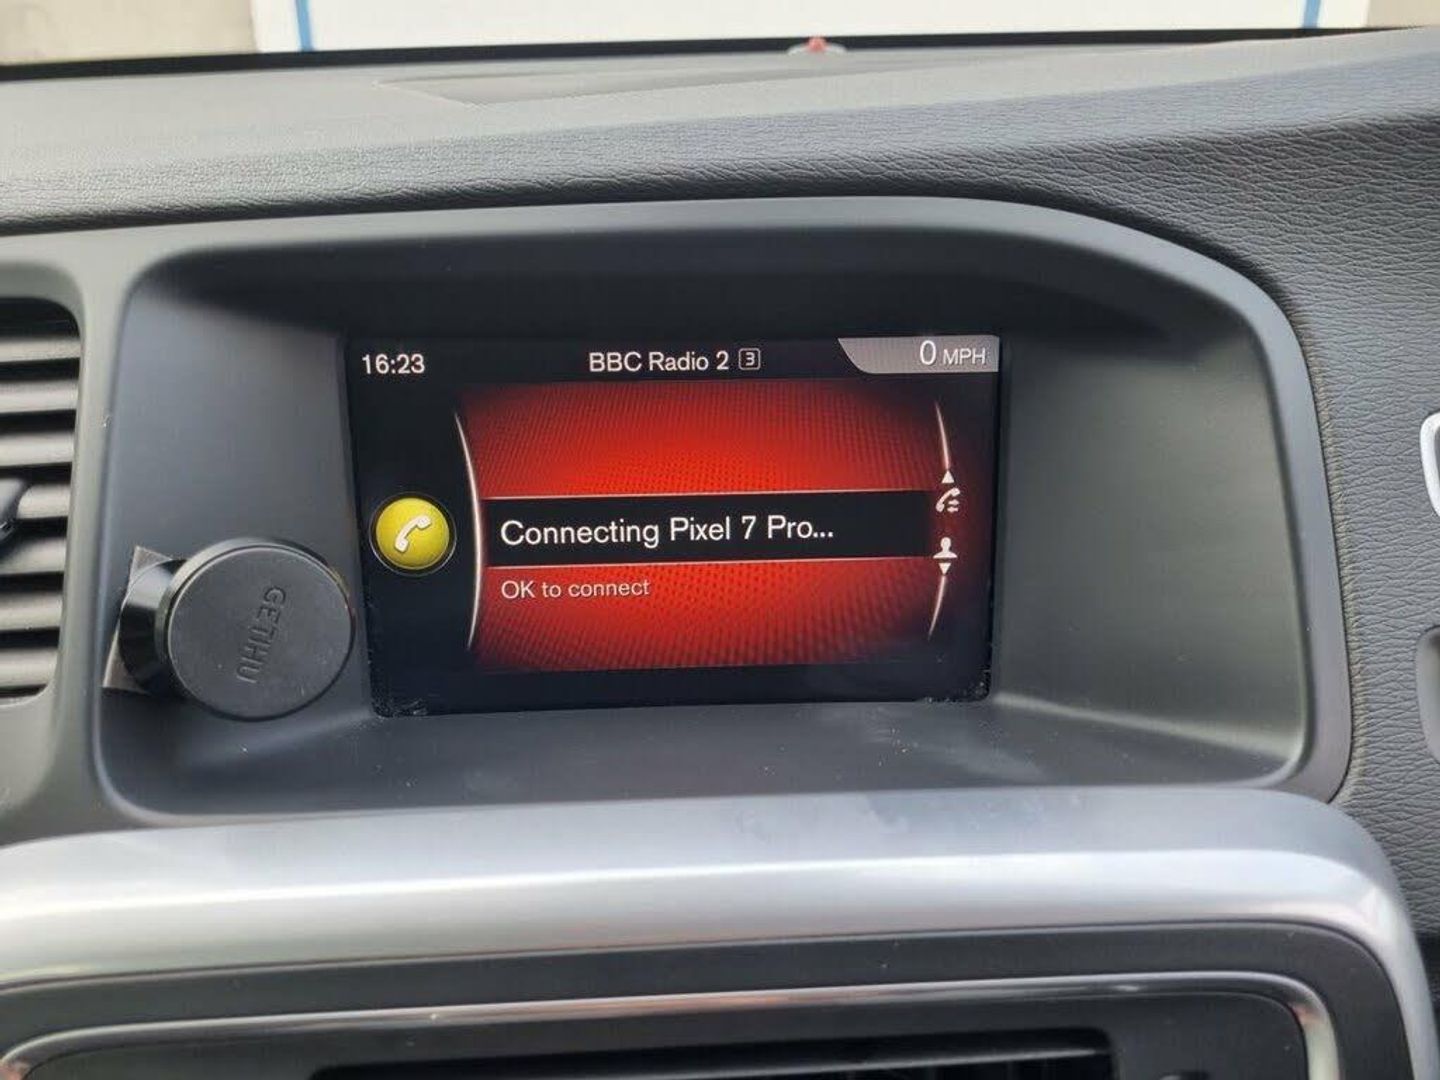 16:23
BBC Radio 2 3
0 MPH
Connecting Pixel 7 Pro...
OK to connect
GETIHU